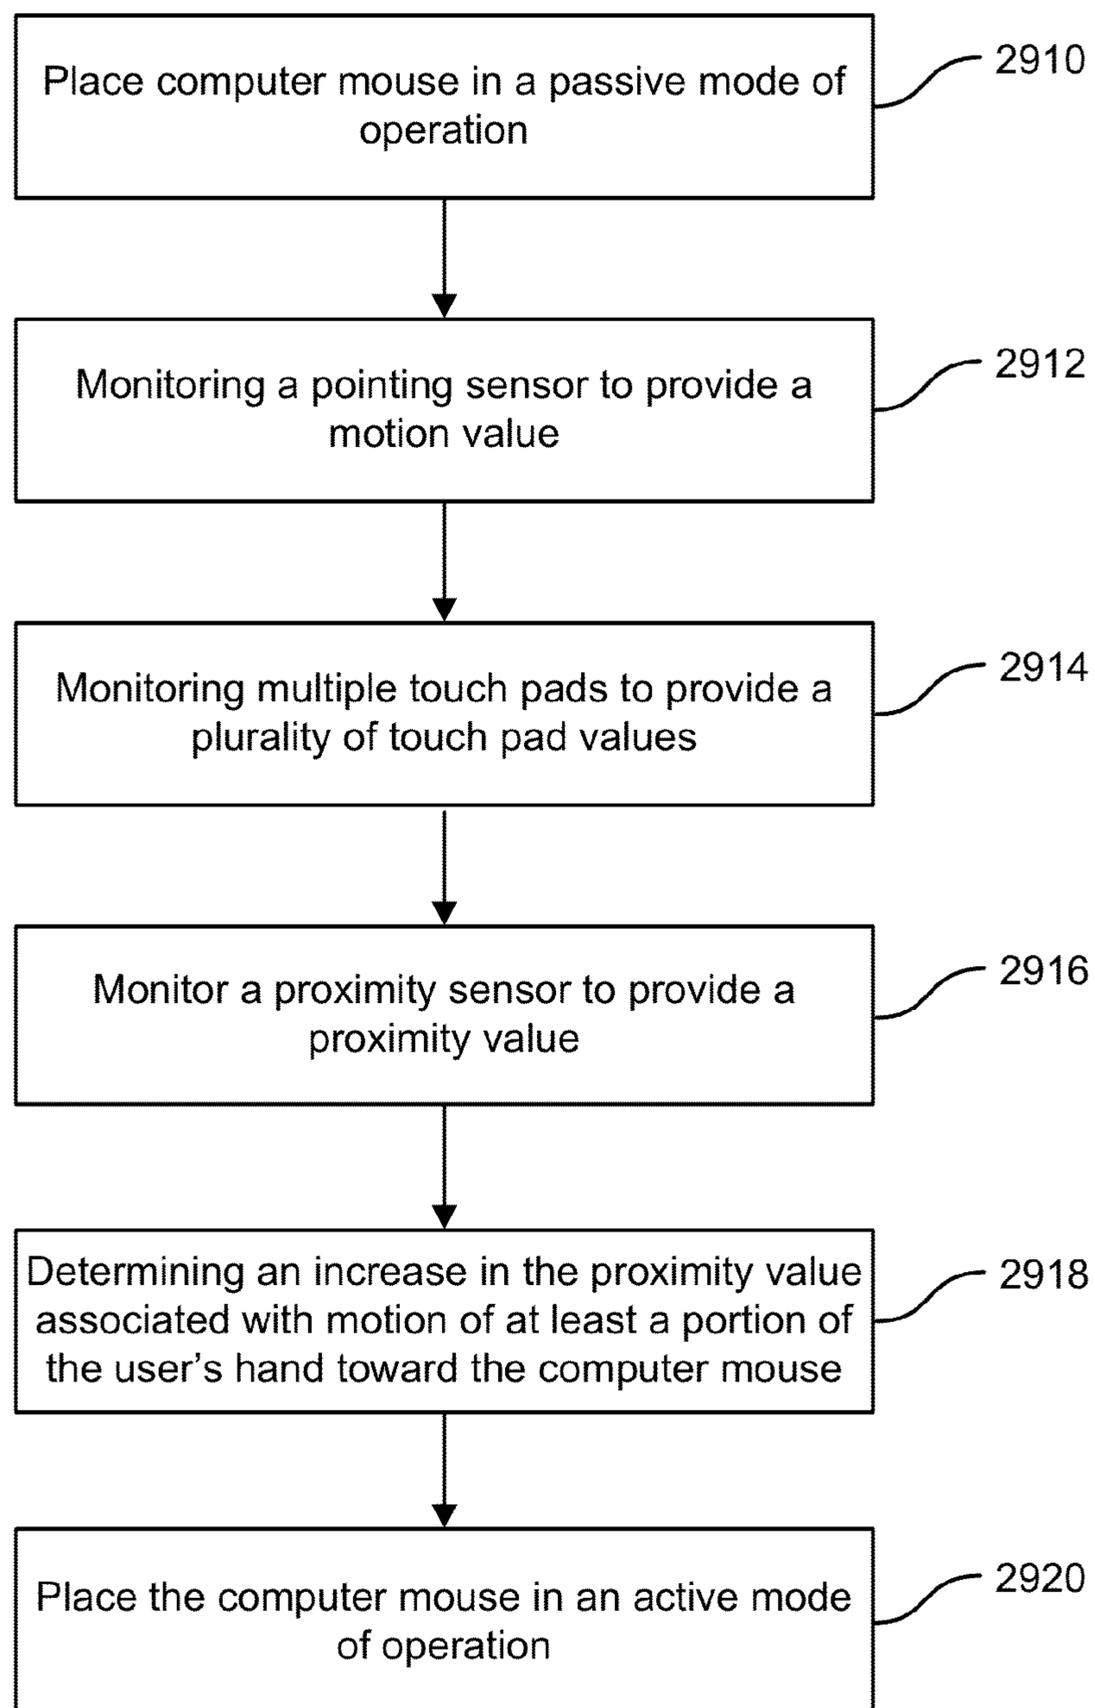 Place computer mouse in a passive mode of
operation
2910
Monitoring a pointing sensor to provide a
motion value
2912
Monitoring multiple touch pads to provide a
plurality of touch pad values
2914
Monitor a proximity sensor to provide a
proximity value
2916
Determining an increase in the proximity value
associated with motion of at least a portion of
the user's hand toward the computer mouse
2918
Place the computer mouse in an active mode
of operation
2920